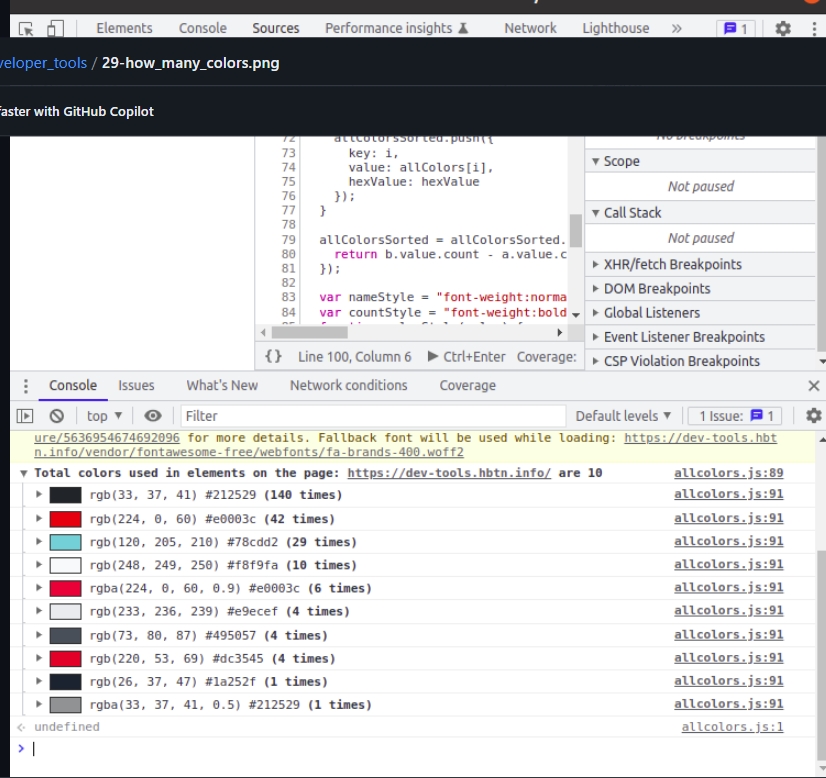 Elements Console Sources Performance insights Network Lighthouse » 1
veloper_tools / 29-how_many_colors.png
faster with GitHub Copilot
72 allColorsSorted.push({
73 key: i,
74 value: allColors[i],
75 hexValue: hexValue
76 });
77 }
78
79 allColorsSorted = allColorsSorted.
80 return b.value.count - a.value.c
81 });
82
83 var nameStyle = "font-weight:norma
84 var countStyle = "font-weight:bold
No breakpoints
Scope
Not paused
Call Stack
Not paused
XHR/fetch Breakpoints
DOM Breakpoints
Global Listeners
Event Listener Breakpoints
CSP Violation Breakpoints
{} Line 100, Column 6 Ctrl+Enter Coverage:
Console Issues What's New Network conditions Coverage
top Filter Default levels 1 Issue: 1
ure/5636954674692096 for more details. Fallback font will be used while loading: https://dev-tools.hbt
n.info/vendor/fontawesome-free/webfonts/fa-brands-400.woff2
Total colors used in elements on the page: https://dev-tools.hbtn.info/ are 10 allcolors.js:89
rgb(33, 37, 41) #212529 (140 times) allcolors.js:91
rgb(224, 0, 60) #e0003c (42 times) allcolors.js:91
rgb(120, 205, 210) #78cdd2 (29 times) allcolors.js:91
rgb(248, 249, 250) #f8f9fa (10 times) allcolors.js:91
rgba(224, 0, 60, 0.9) #e0003c (6 times) allcolors.js:91
rgb(233, 236, 239) #e9ecef (4 times) allcolors.js:91
rgb(73, 80, 87) #495057 (4 times) allcolors.js:91
rgb(220, 53, 69) #dc3545 (4 times) allcolors.js:91
rgb(26, 37, 47) #1a252f (1 times) allcolors.js:91
rgba(33, 37, 41, 0.5) #212529 (1 times) allcolors.js:91
undefined allcolors.js:1